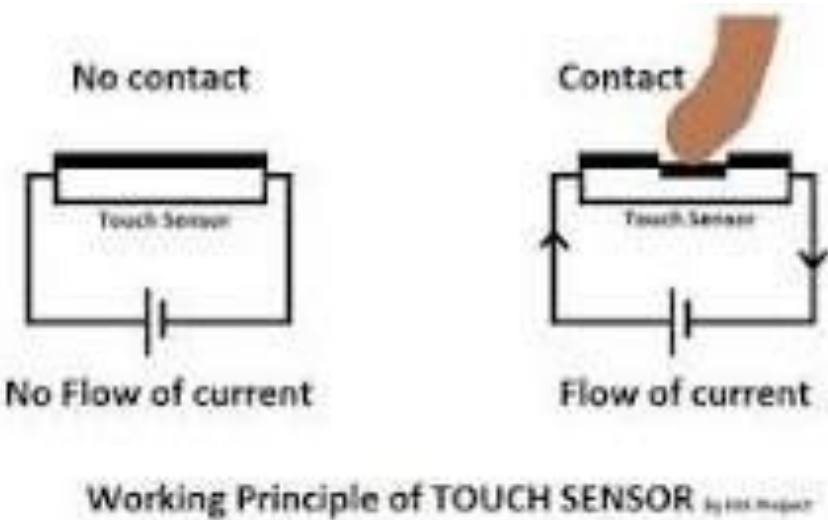 No contact
Contact
Touch Sensor
Touch Sensor
No Flow of current
Flow of current
Working Principle of TOUCH SENSOR